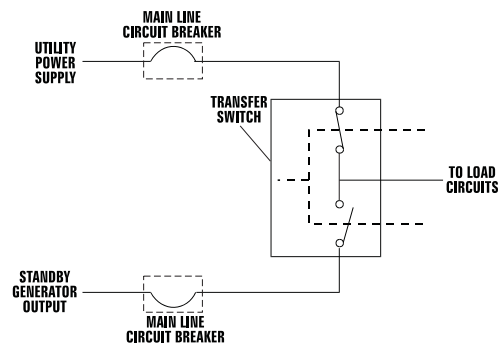 MAIN LINE
CIRCUIT BREAKER
UTILITY
POWER
SUPPLY
TRANSFER
SWITCH
TO LOAD
CIRCUITS
STANDBY
GENERATOR
OUTPUT
MAIN LINE
CIRCUIT BREAKER